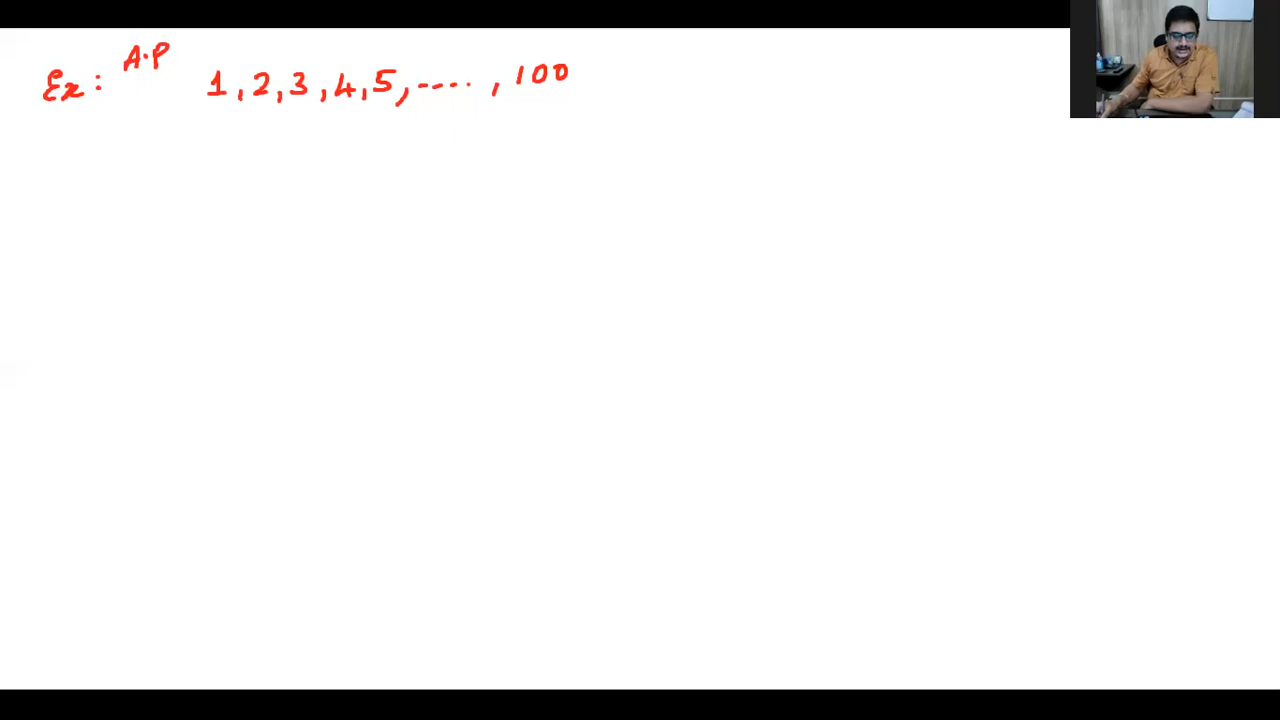 Ex: A.P 1, 2, 3, 4, 5, ----.., 100